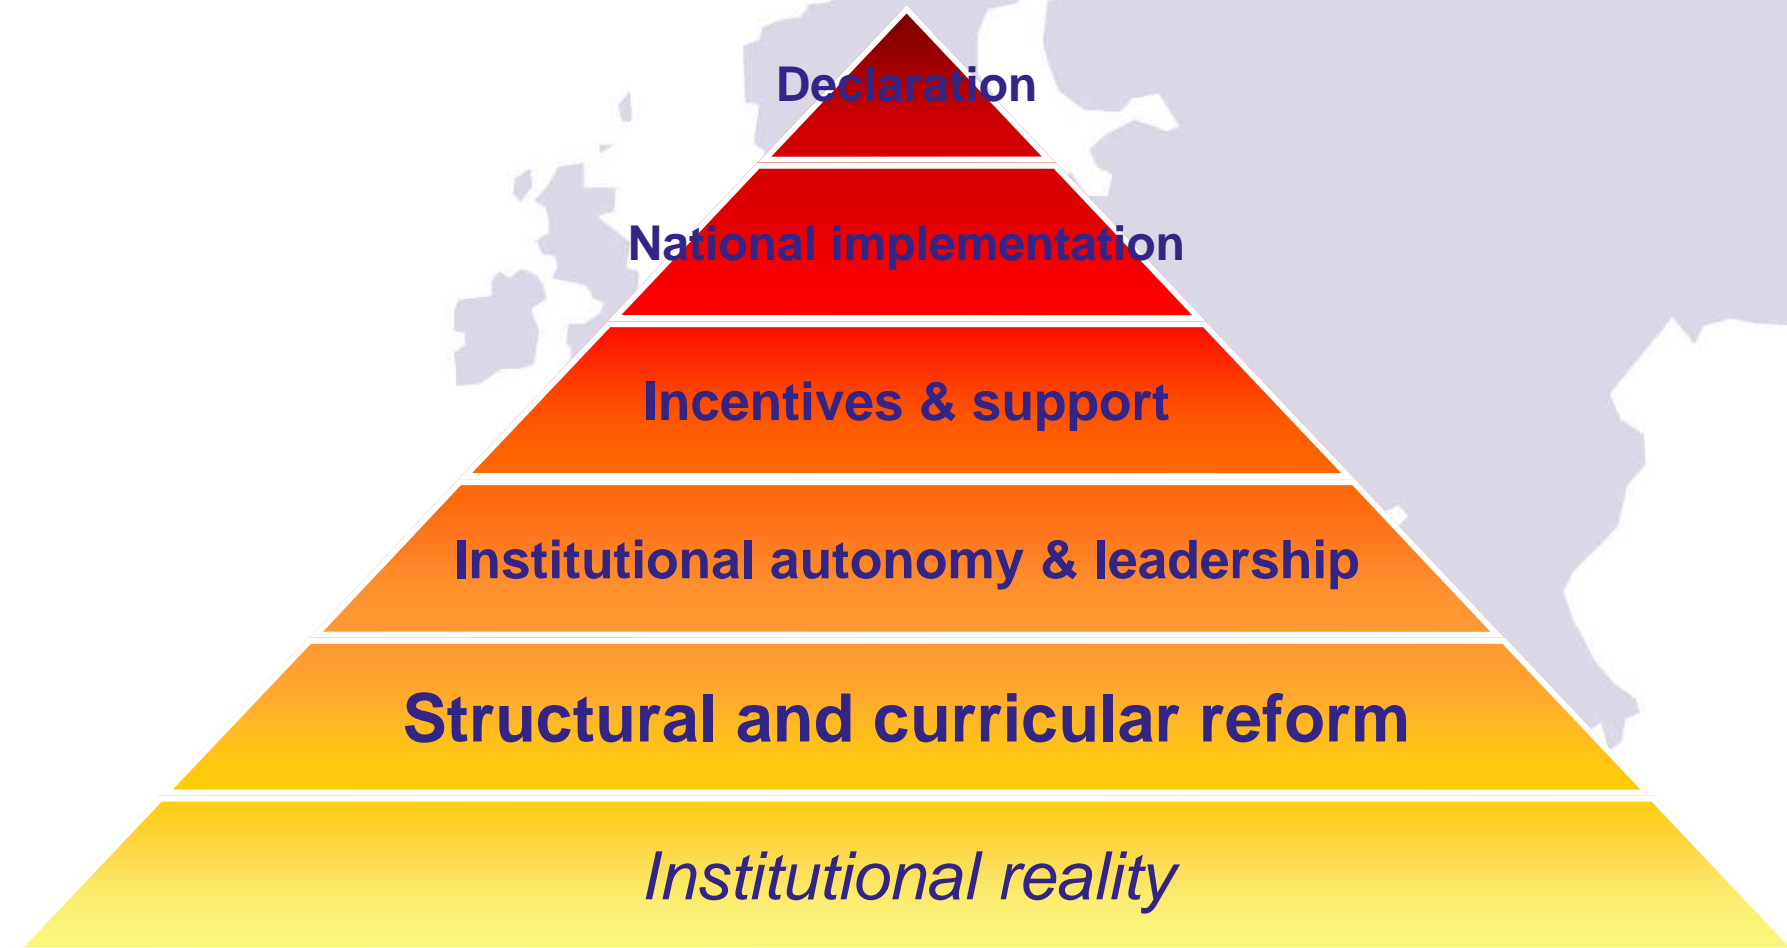 Declaration
National implementation
Incentives & support
Institutional autonomy & leadership
Structural and curricular reform
Institutional reality